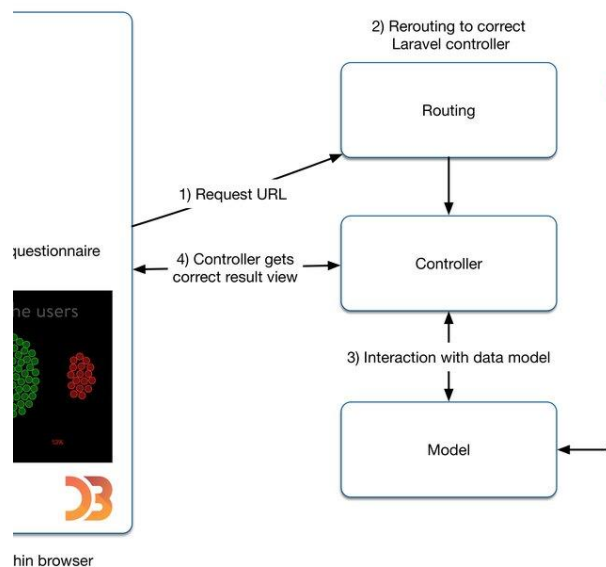 2) Rerouting to correct
Laravel controller
Routing
1) Request URL
questionnaire
4) Controller gets
correct result view
Controller
he users
3) Interaction with data model
Model
hin browser